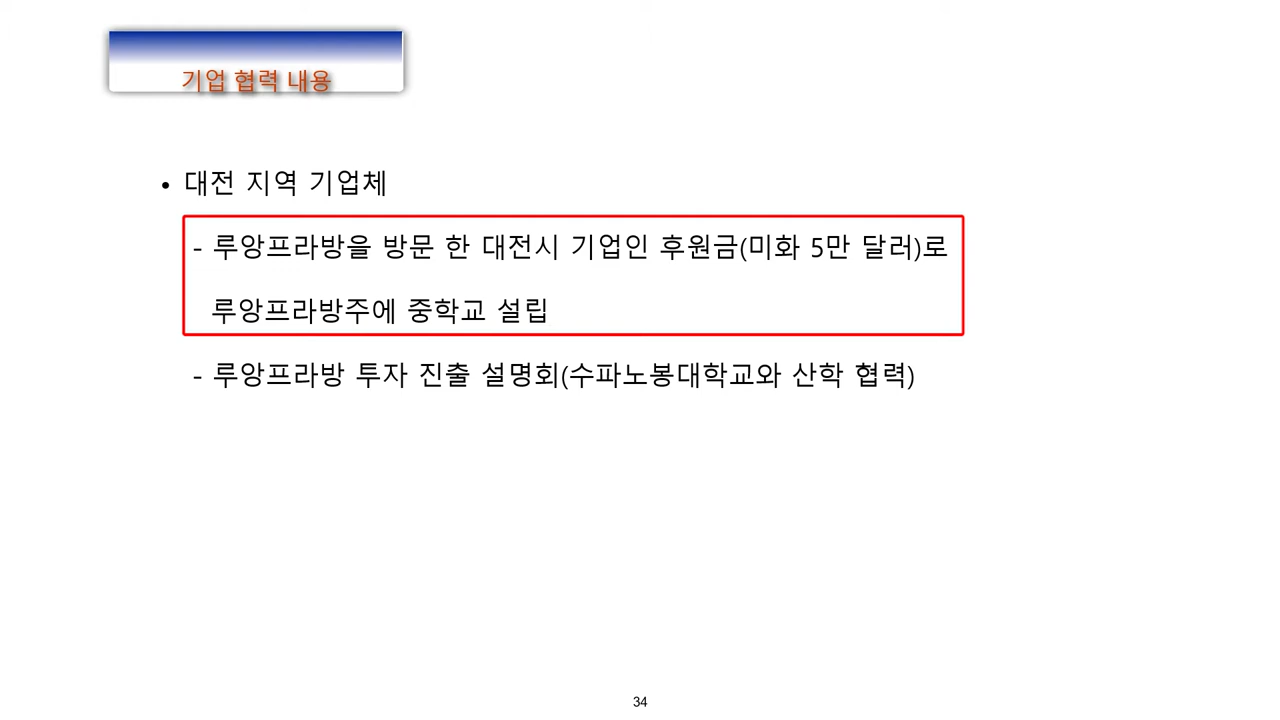 기업 협력 내용
• 대전 지역 기업체
- 루앙프라방을 방문 한 대전시 기업인 후원금(미화 5만 달러)로
루앙프라방주에 중학교 설립
- 루앙프라방 투자 진출 설명회(수파노봉대학교와 산학 협력)
34